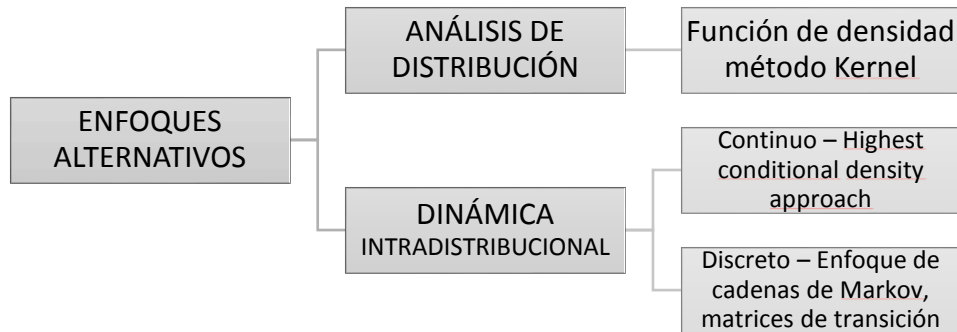 ENFOQUES
ALTERNATIVOS
ANÁLISIS DE
DISTRIBUCIÓN
Función de densidad
método Kernel
DINÁMICA
INTRADISTRIBUCIONAL
Continuo – Highest
conditional density
approach
Discreto – Enfoque de
cadenas de Markov,
matrices de transición